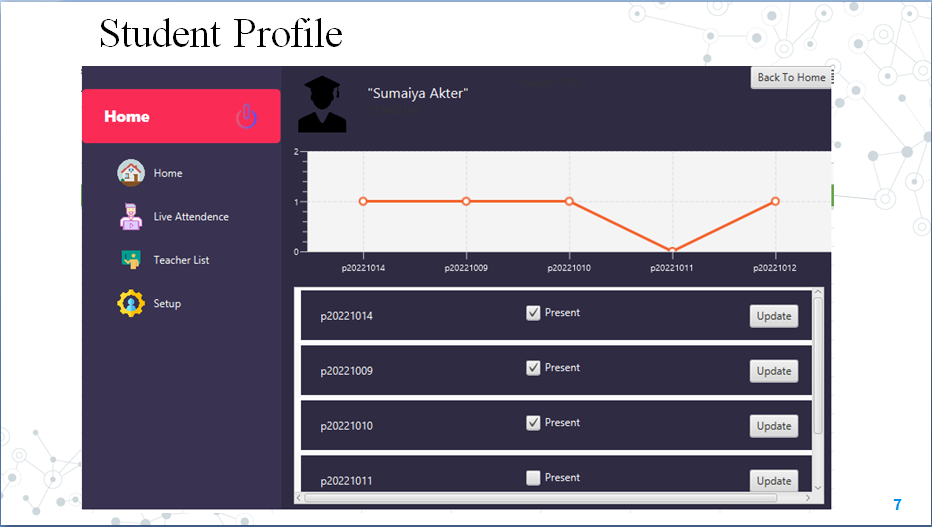 Student Profile
"Sumaiya Akter"
Back To Home
Home
Home
Live Attendence
Teacher List
Setup
2
1
0
p20221014 p20221009 p20221010 p20221011 p20221012
p20221014 Present Update
p20221009 Present Update
p20221010 Present Update
p20221011 Present Update
7